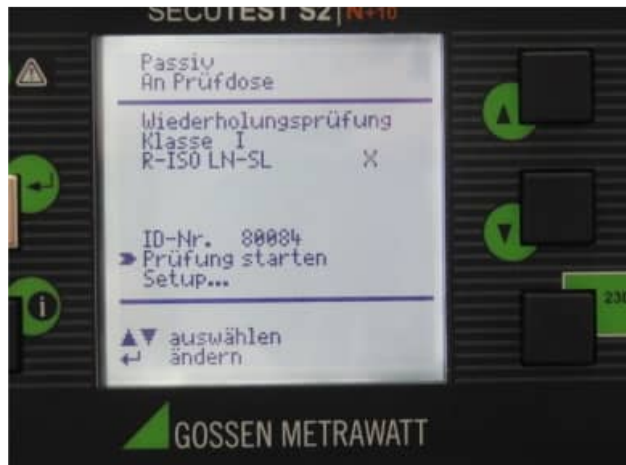 SECUTEST S2|N+10
Passiv
An Prüfdose
Wiederholungsprüfung
Klasse I
R-ISO LN-SL X
ID-Nr. 80084
Prüfung starten
Setup...
▲▼ auswählen
↵ ändern
GOSSEN METRAWATT